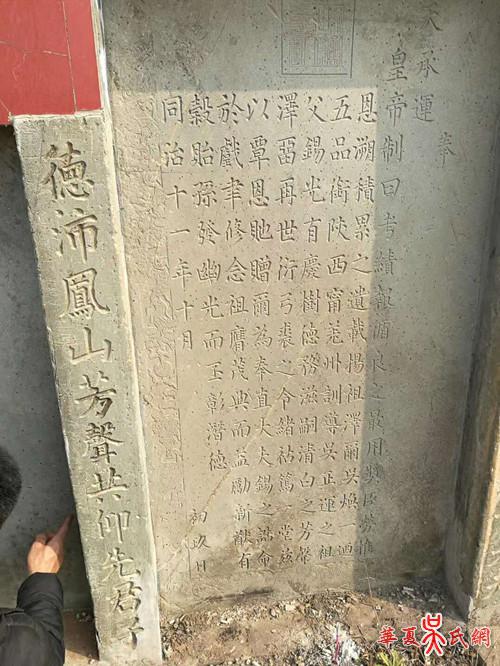 奉
天承運
皇帝制曰考績報循良之最用獎臣勞推
恩溯積累之遺載揚祖澤爾吳煥一迺
五品銜陝西甯羌州訓導吳正運之祖
父錫光有慶樹德務滋嗣清白之芳聲
澤畱再世衍弓裘之令緒祜篤一堂茲
以覃恩貤贈爾為奉直大夫錫之誥命
於戲聿修念祖膺茂典而益勵新猷有
穀貽孫發幽光而丕彰潛德
同治十一年十月 初玖日
德沛鳳山芳聲共仰先君子
華夏吳氏網